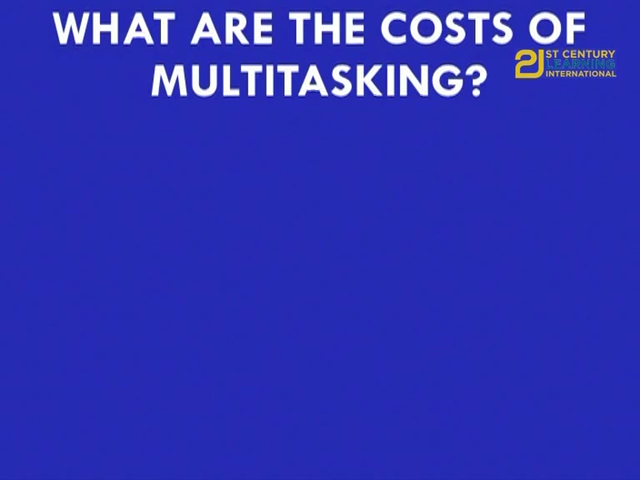 WHAT ARE THE COSTS OF
MULTITASKING?
21ST CENTURY
LEARNING
INTERNATIONAL